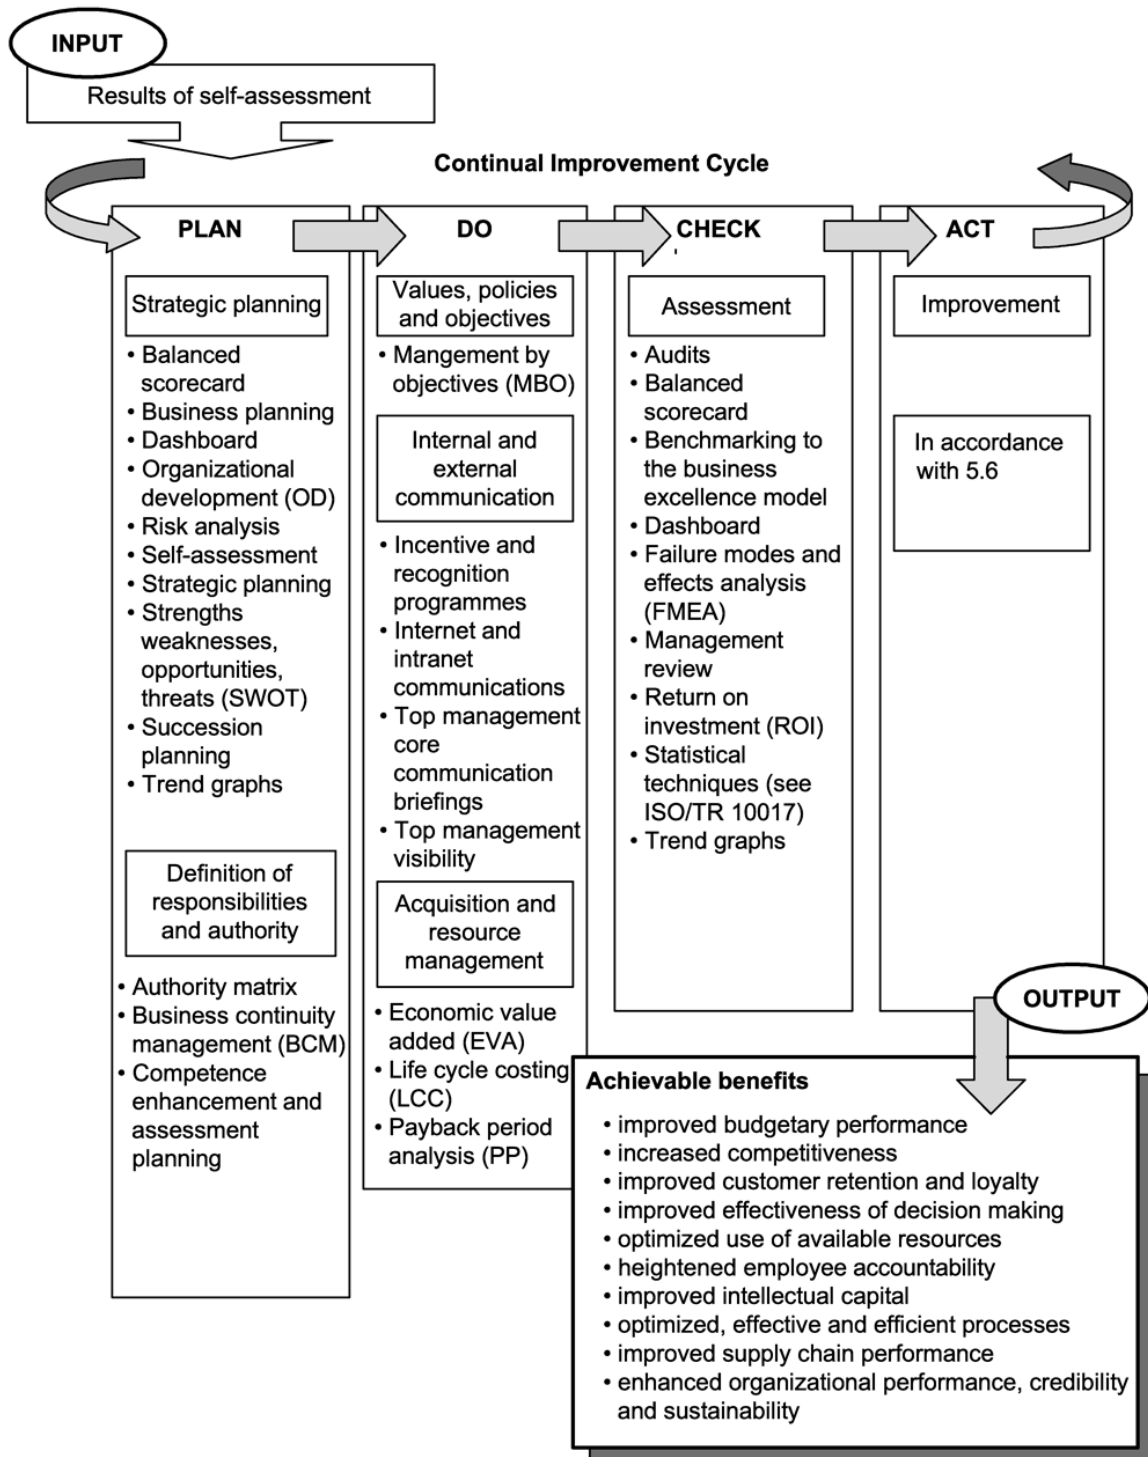 INPUT
Results of self-assessment
Continual Improvement Cycle
PLAN
Strategic planning
• Balanced
scorecard
• Business planning
• Dashboard
• Organizational
development (OD)
• Risk analysis
• Self-assessment
• Strategic planning
• Strengths
weaknesses,
opportunities,
threats (SWOT)
• Succession
planning
• Trend graphs
Definition of
responsibilities
and authority
• Authority matrix
• Business continuity
management (BCM)
• Competence
enhancement and
assessment
planning
DO
Values, policies
and objectives
• Mangement by
objectives (MBO)
Internal and
external
communication
• Incentive and
recognition
programmes
• Internet and
intranet
communications
• Top management
core
communication
briefings
• Top management
visibility
Acquisition and
resource
management
• Economic value
added (EVA)
• Life cycle costing
(LCC)
• Payback period
analysis (PP)
CHECK
Assessment
• Audits
• Balanced
scorecard
• Benchmarking to
the business
excellence model
• Dashboard
• Failure modes and
effects analysis
(FMEA)
• Management
review
• Return on
investment (ROI)
• Statistical
techniques (see
ISO/TR 10017)
• Trend graphs
ACT
Improvement
In accordance
with 5.6
OUTPUT
Achievable benefits
• improved budgetary performance
• increased competitiveness
• improved customer retention and loyalty
• improved effectiveness of decision making
• optimized use of available resources
• heightened employee accountability
• improved intellectual capital
• optimized, effective and efficient processes
• improved supply chain performance
• enhanced organizational performance, credibility
and sustainability